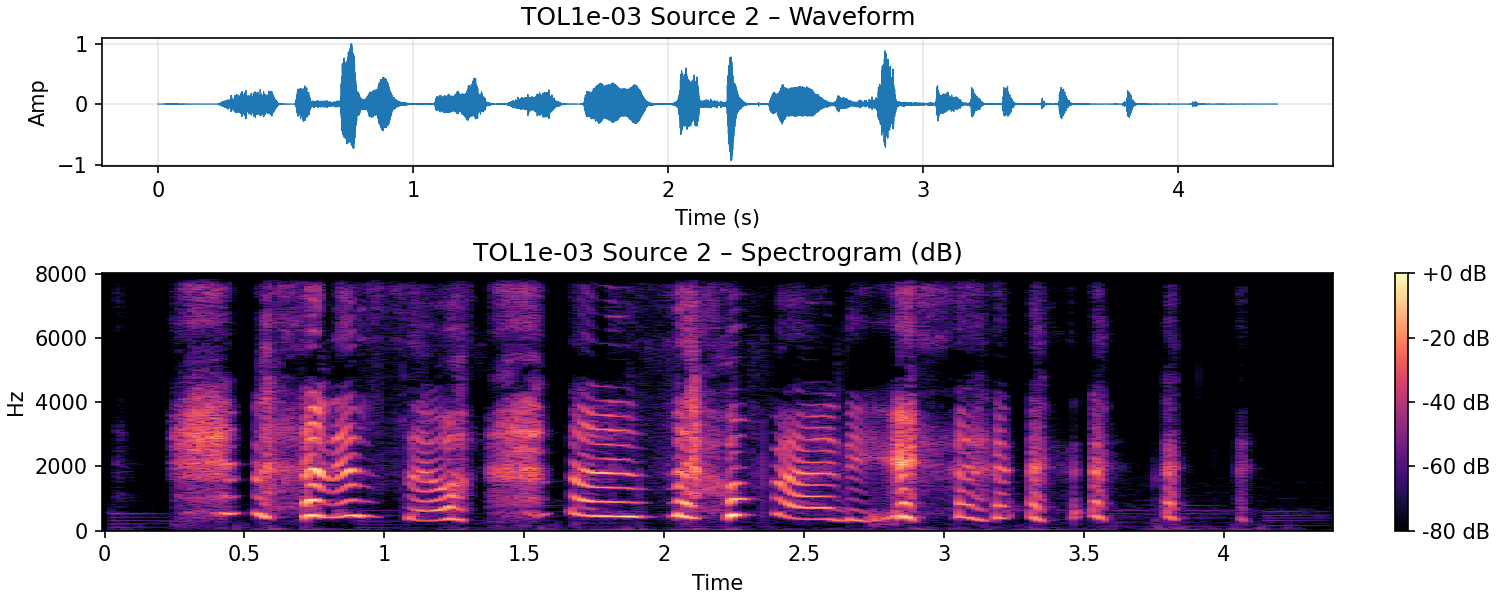 TOL1e-03 Source 2 – Waveform
1
0
−1
Amp
0 1 2 3 4
Time (s)
TOL1e-03 Source 2 – Spectrogram (dB)
8000
6000
4000
2000
0
Hz
0 0.5 1 1.5 2 2.5 3 3.5 4
Time
+0 dB
-20 dB
-40 dB
-60 dB
-80 dB